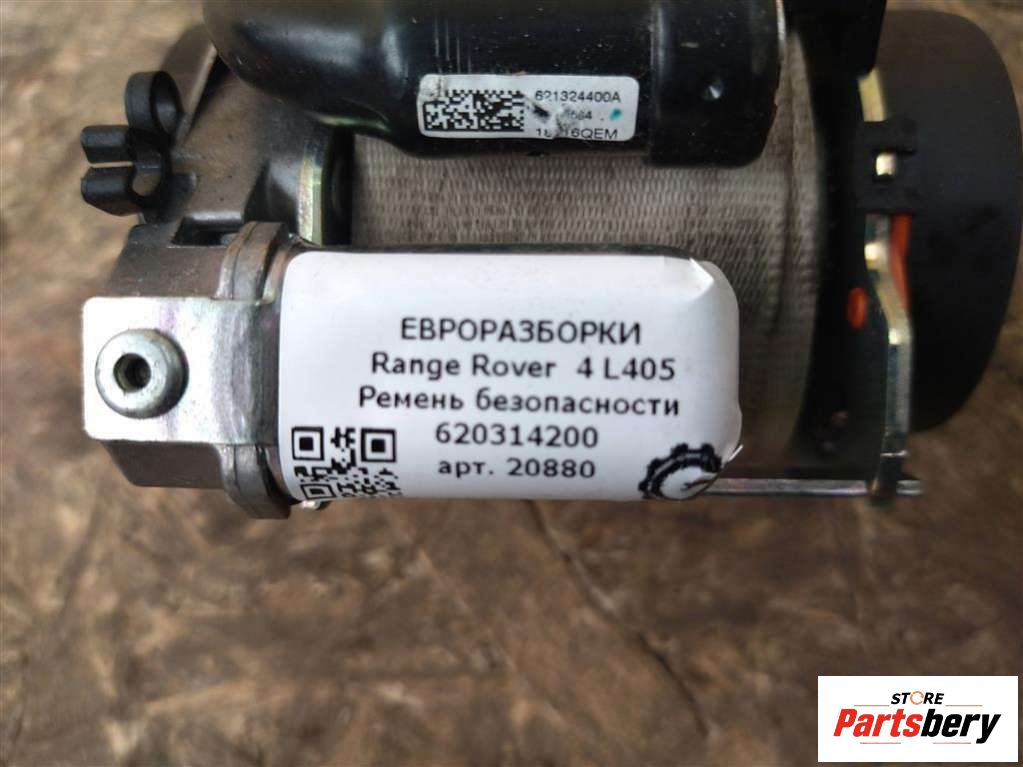 621324400A
ЕВРОРАЗБОРКИ
Range Rover 4 L405
Ремень безопасности
620314200
арт. 20880
STORE
Partsbery